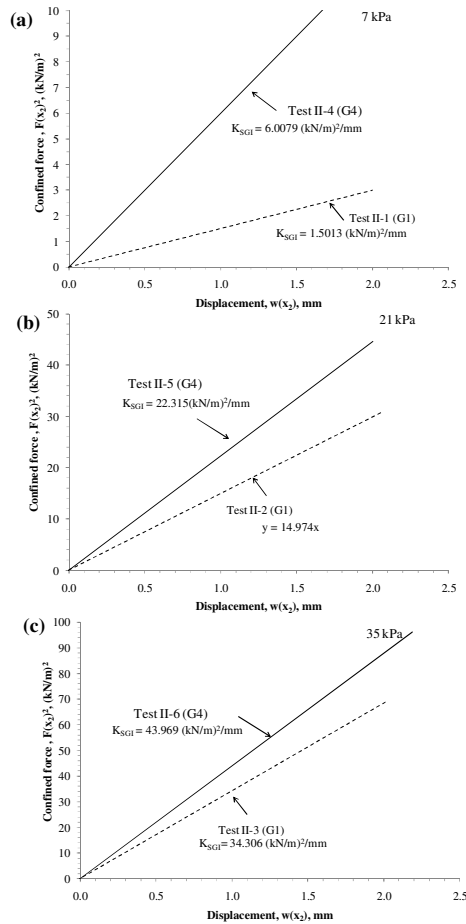 (a)
7 kPa
10
9
8
7
6
5
4
3
2
1
0
Confined force , F(x₂)², (kN/m)²
Test II-4 (G4)
K_SGI = 6.0079 (kN/m)²/mm
Test II-1 (G1)
K_SGI = 1.5013 (kN/m)²/mm
0.0 0.5 1.0 1.5 2.0 2.5
Displacement, w(x₂), mm
(b)
21 kPa
50
40
30
20
10
0
Confined force , F(x₂)², (kN/m)²
Test II-5 (G4)
K_SGI = 22.315(kN/m)²/mm
Test II-2 (G1)
y = 14.974x
0.0 0.5 1.0 1.5 2.0 2.5
Displacement, w(x₂), mm
(c)
35 kPa
100
90
80
70
60
50
40
30
20
10
0
Confined force , F(x₂)², (kN/m)²
Test II-6 (G4)
K_SGI = 43.969 (kN/m)²/mm
Test II-3 (G1)
K_SGI = 34.306 (kN/m)²/mm
0.0 0.5 1.0 1.5 2.0 2.5
Displacement, w(x₂), mm